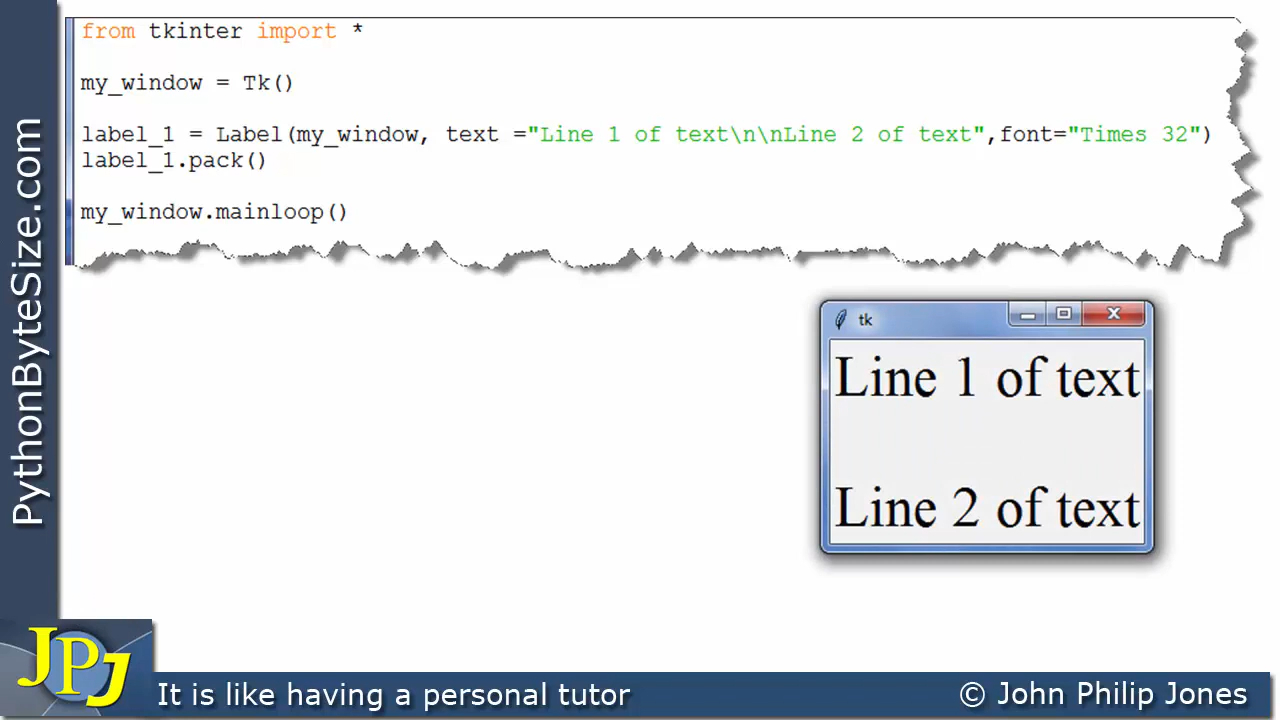 from tkinter import *
my_window = Tk()
label_1 = Label(my_window, text ="Line 1 of text\n\nLine 2 of text",font="Times 32")
label_1.pack()
my_window.mainloop()
tk
Line 1 of text
Line 2 of text
PythonByteSize.com
JPJ
It is like having a personal tutor
© John Philip Jones